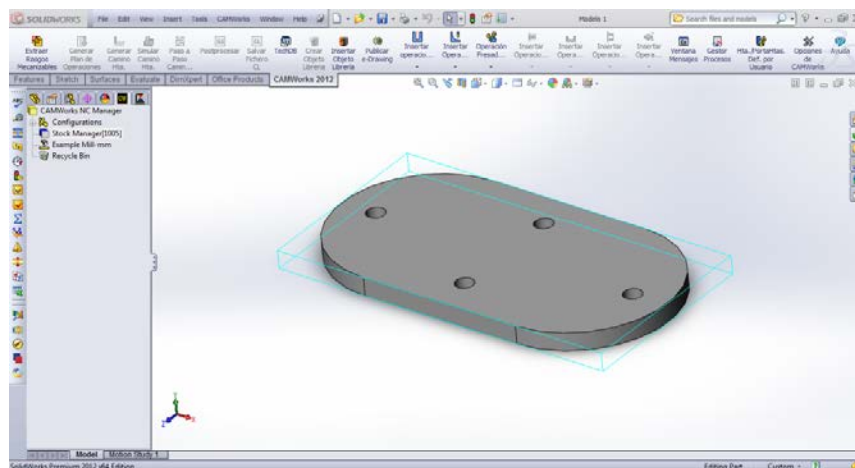 SOLIDWORKS File Edit View Insert Tools CAMWorks Window Help Modelo 1 Search files and models
Extraer Rasgos Mecanizables
Generar Plan de Operaciones
Generar Camino Hta.
Simular Camino Hta.
Paso a Paso Camin...
Postprocesar
Salvar Fichero CL
TechDB
Crear Objeto Librería
Insertar Objeto Librería
Publicar e-Drawing
Insertar operacio...
Insertar Opera...
Operación Presad...
Insertar Operacio...
Insertar Opera...
Insertar Operacio...
Insertar Opera...
Ventana Mensajes
Gestor Procesos
Hta./Portahtas. Def. por Usuario
Opciones de CAMWorks
Ayuda
Features Sketch Surfaces Evaluate DimXpert Office Products CAMWorks 2012
CAMWorks NC Manager
Configurations
Stock Manager[1005]
Example Mill-mm
Recycle Bin
Model Motion Study 1
SolidWorks Premium 2012 x64 Edition Editing Part Custom